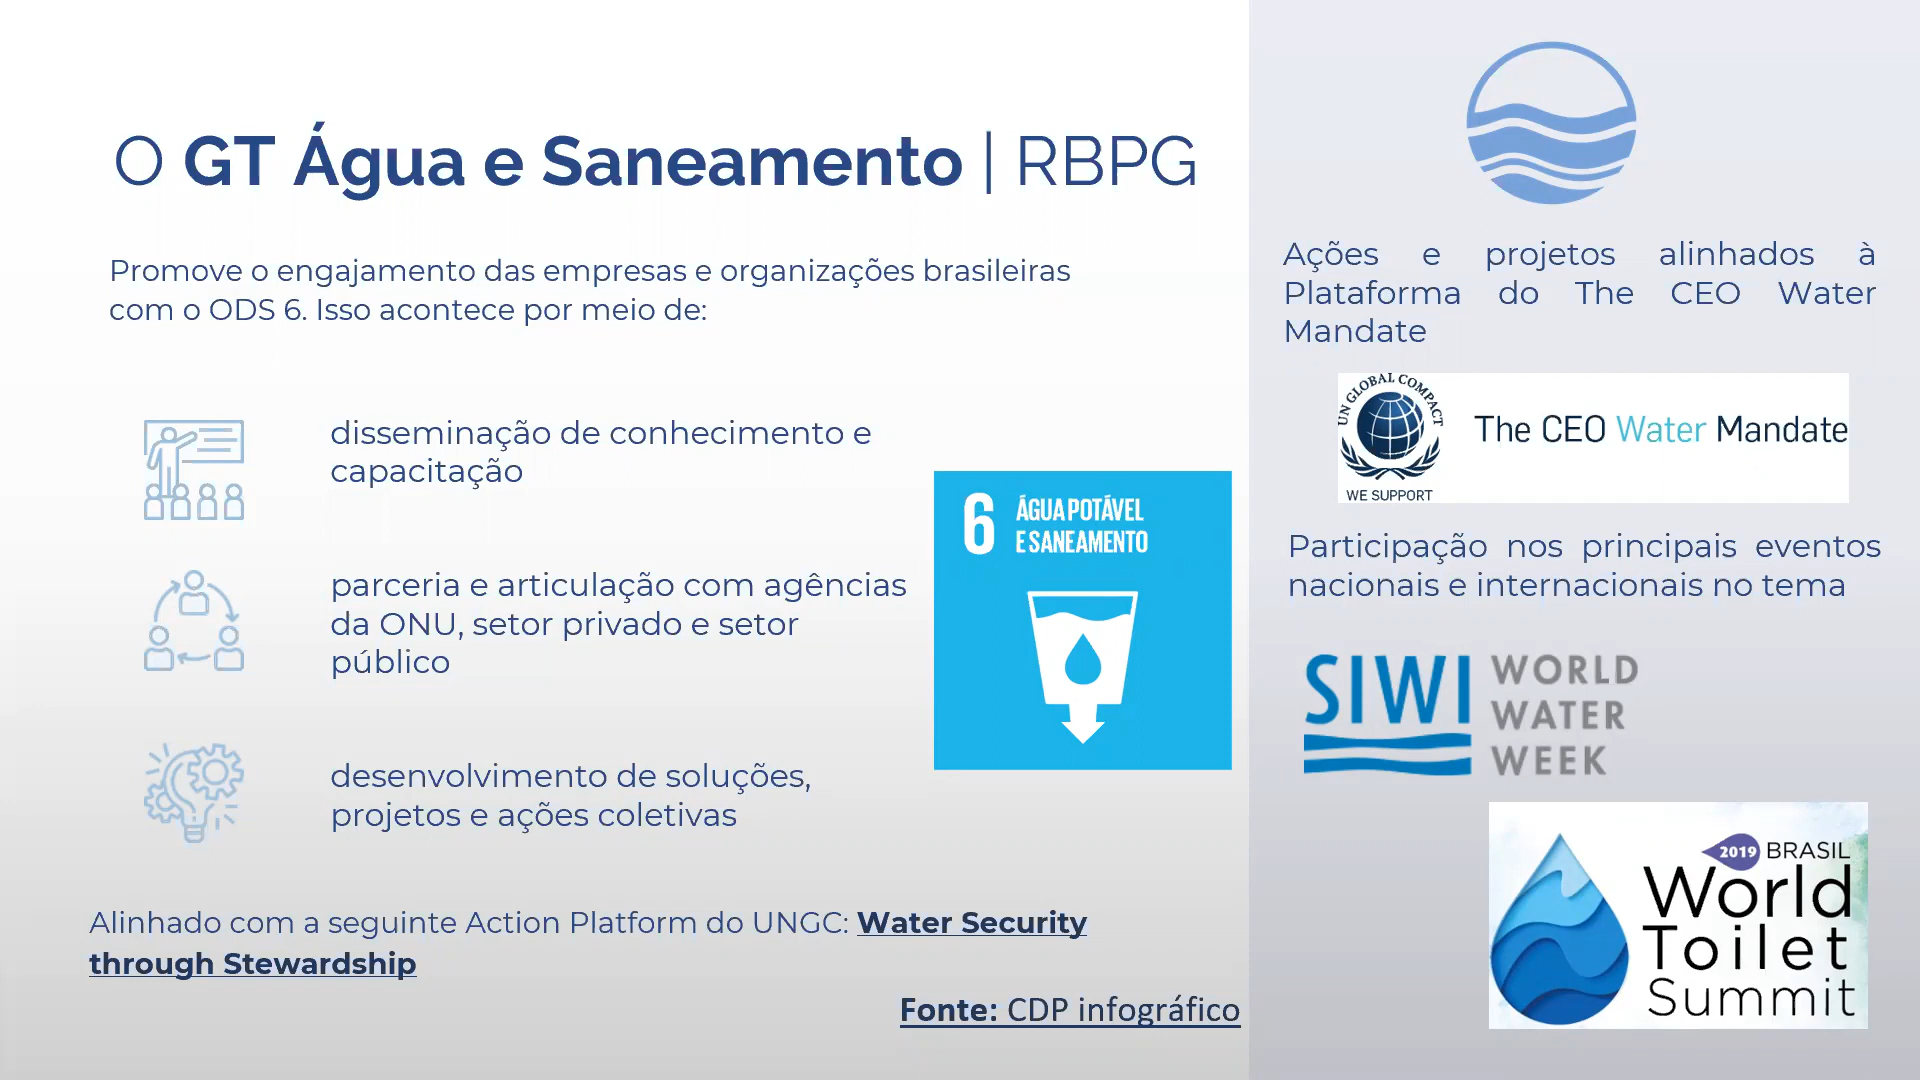 O GT Água e Saneamento | RBPG
Promove o engajamento das empresas e organizações brasileiras
com o ODS 6. Isso acontece por meio de:
disseminação de conhecimento e
capacitação
parceria e articulação com agências
da ONU, setor privado e setor
público
desenvolvimento de soluções,
projetos e ações coletivas
6 ÁGUA POTÁVEL
E SANEAMENTO
Alinhado com a seguinte Action Platform do UNGC: Water Security
through Stewardship
Fonte: CDP infográfico
Ações e projetos alinhados à
Plataforma do The CEO Water
Mandate
UN GLOBAL COMPACT
WE SUPPORT
The CEO Water Mandate
Participação nos principais eventos
nacionais e internacionais no tema
SIWI
WORLD
WATER
WEEK
2019 BRASIL
World
Toilet
Summit